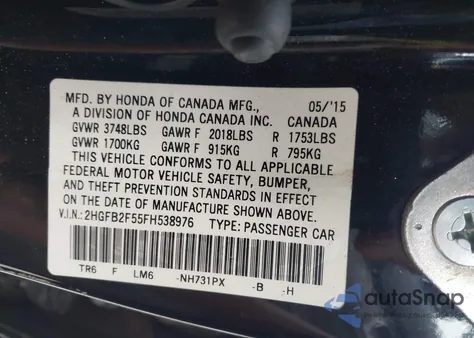 MFD. BY HONDA OF CANADA MFG., 05/'15
A DIVISION OF HONDA CANADA INC. CANADA
GVWR 3748LBS GAWR F 2018LBS R 1753LBS
GVWR 1700KG GAWR F 915KG R 795KG
THIS VEHICLE CONFORMS TO ALL APPLICABLE
FEDERAL MOTOR VEHICLE SAFETY, BUMPER,
AND THEFT PREVENTION STANDARDS IN EFFECT
ON THE DATE OF MANUFACTURE SHOWN ABOVE.
V.I.N.: 2HGFB2F55FH538976 TYPE: PASSENGER CAR
TR6 F LM6 -NH731PX -B -H
autoSnap